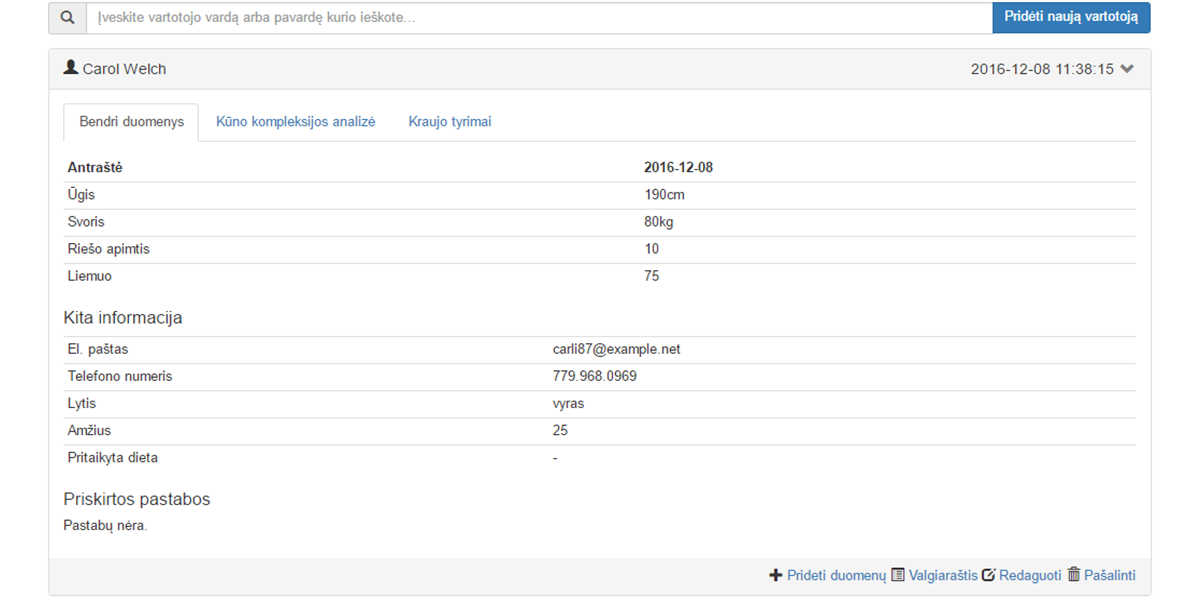 Įveskite vartotojo vardą arba pavardę kurio ieškote...
Pridėti naują vartotoją
Carol Welch 2016-12-08 11:38:15
Bendri duomenys Kūno kompleksijos analizė Kraujo tyrimai
Antraštė 2016-12-08
Ūgis 190cm
Svoris 80kg
Riešo apimtis 10
Liemuo 75
Kita informacija
El. paštas carli87@example.net
Telefono numeris 779.968.0969
Lytis vyras
Amžius 25
Pritaikyta dieta -
Priskirtos pastabos
Pastabų nėra.
Prideti duomenų Valgiaraštis Redaguoti Pašalinti